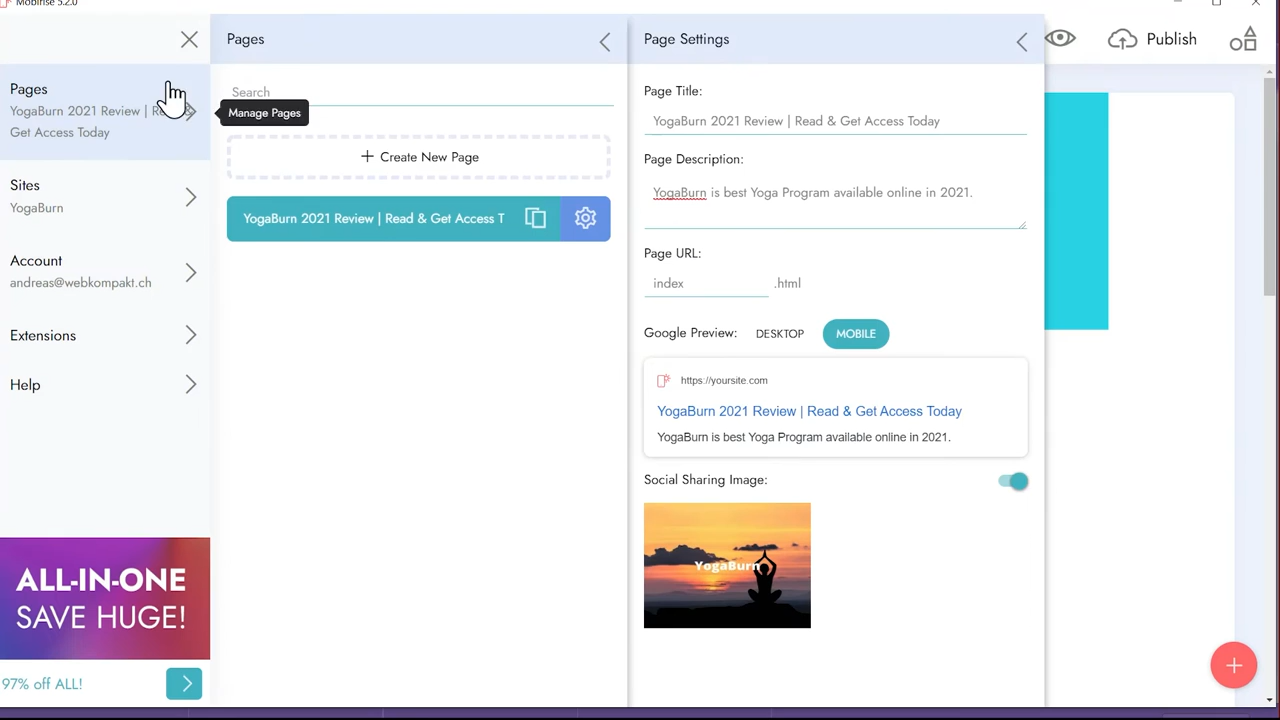 Mobirise 5.2.0
Pages
YogaBurn 2021 Review | Re
Get Access Today
Manage Pages
Sites
YogaBurn
Account
andreas@webkompakt.ch
Extensions
Help
ALL-IN-ONE
SAVE HUGE!
97% off ALL!
Pages
Search
+ Create New Page
YogaBurn 2021 Review | Read & Get Access T
Page Settings
Page Title:
YogaBurn 2021 Review | Read & Get Access Today
Page Description:
YogaBurn is best Yoga Program available online in 2021.
Page URL:
index .html
Google Preview: DESKTOP MOBILE
https://yoursite.com
YogaBurn 2021 Review | Read & Get Access Today
YogaBurn is best Yoga Program available online in 2021.
Social Sharing Image:
YogaBurn
Publish